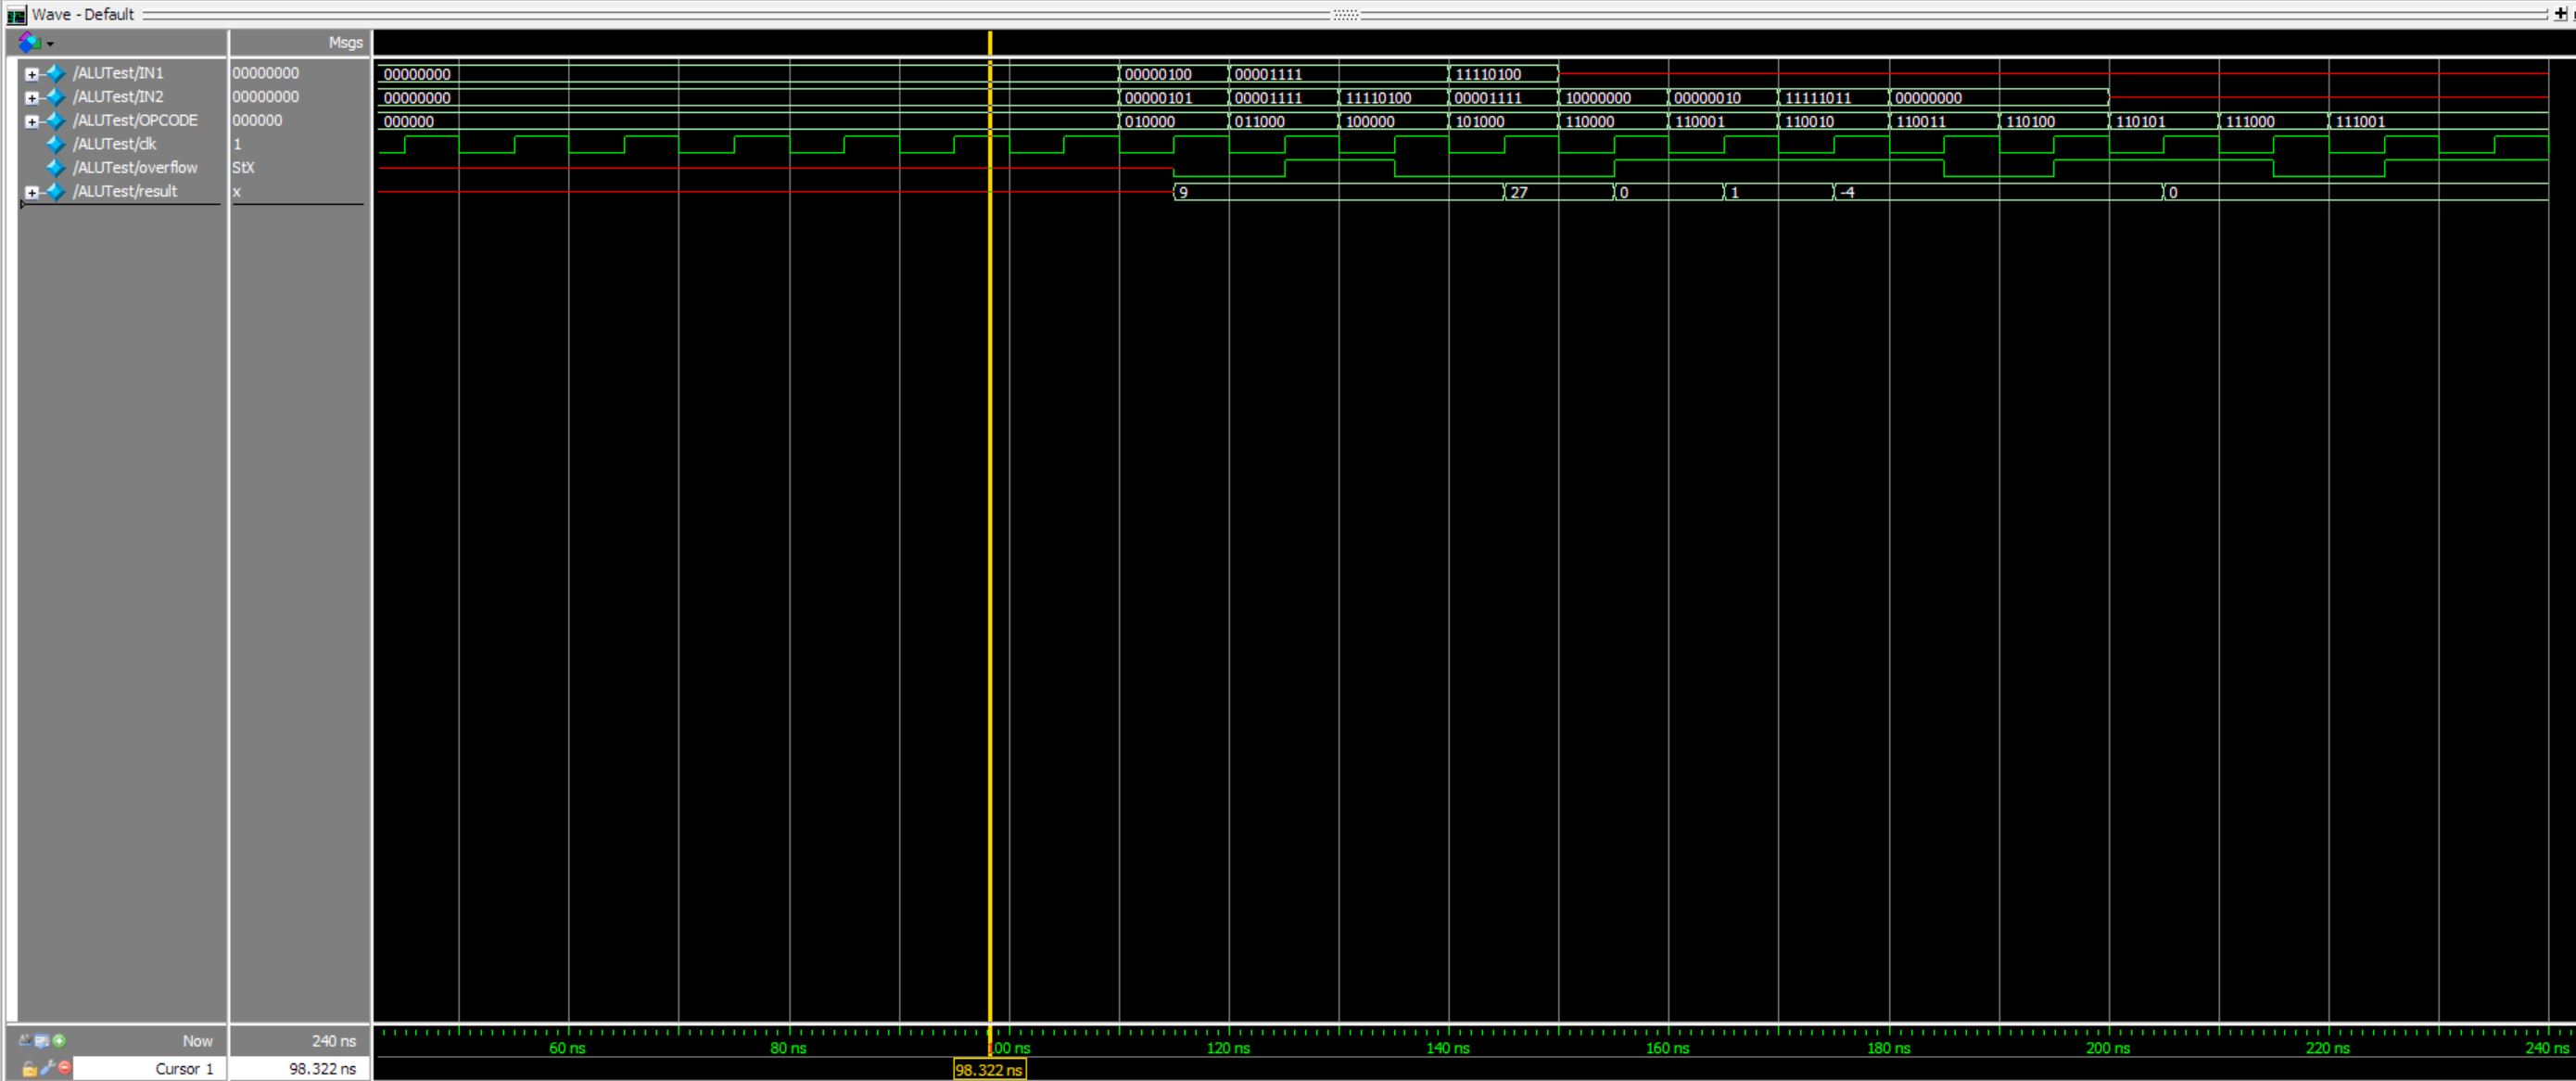 Wave - Default
Msgs
/ALUTest/IN1 00000000 00000000 00000100 00001111 11110100
/ALUTest/IN2 00000000 00000000 00000101 00001111 11110100 00001111 10000000 00000010 11111011 00000000
/ALUTest/OPCODE 000000 000000 010000 011000 100000 101000 110000 110001 110010 110011 110100 110101 111000 111001
/ALUTest/clk 1
/ALUTest/overflow StX
/ALUTest/result x 9 27 0 1 -4 0
Now 240 ns 60 ns 80 ns 00 ns 120 ns 140 ns 160 ns 180 ns 200 ns 220 ns 240 ns
Cursor 1 98.322 ns 98.322 ns